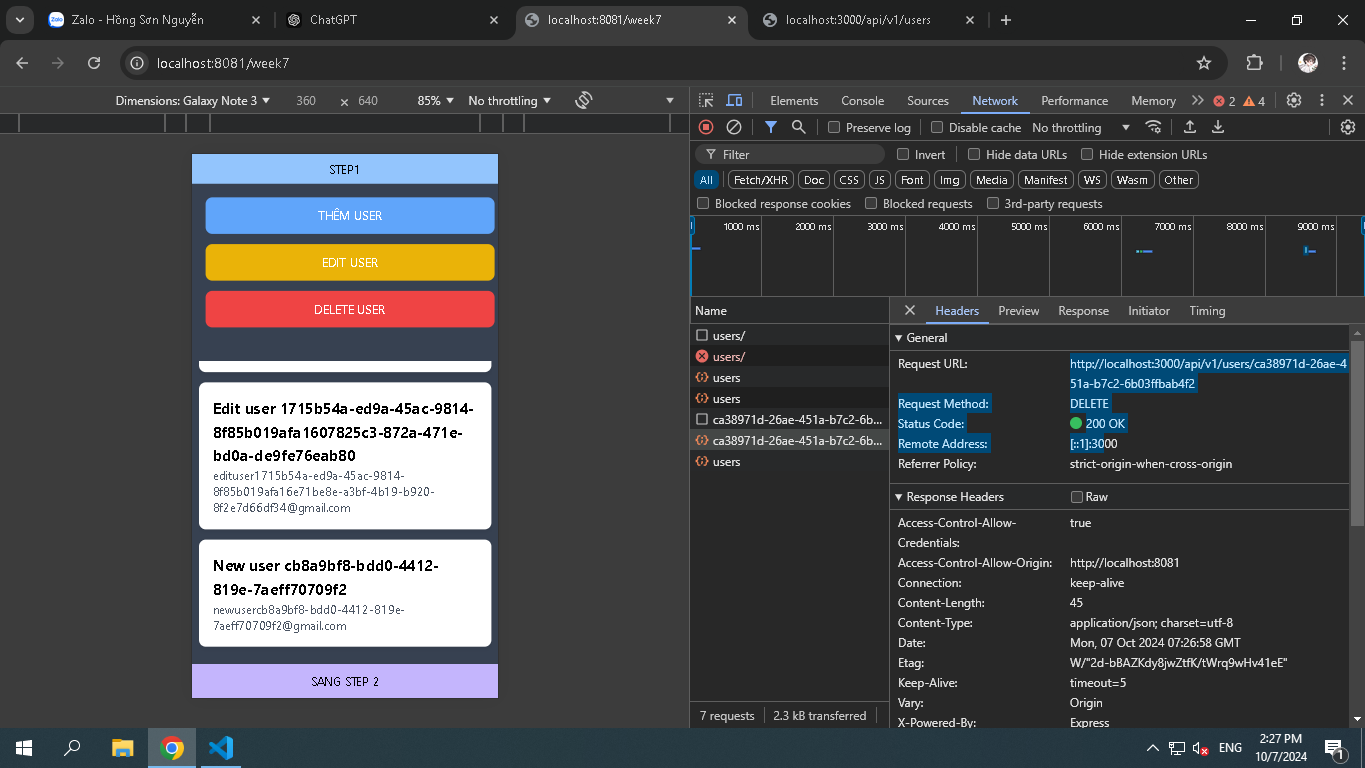 Zalo - Hồng Sơn Nguyễn
ChatGPT
localhost:8081/week7
localhost:3000/api/v1/users
localhost:8081/week7
Dimensions: Galaxy Note 3
360
×
640
85%
No throttling
STEP1
THÊM USER
EDIT USER
DELETE USER
Edit user 1715b54a-ed9a-45ac-9814-
8f85b019afa1607825c3-872a-471e-
bd0a-de9fe76eab80
edituser1715b54a-ed9a-45ac-9814-
8f85b019afa16e71be8e-a3bf-4b19-b920-
8f2e7d66df34@gmail.com
New user cb8a9bf8-bdd0-4412-
819e-7aeff70709f2
newusercb8a9bf8-bdd0-4412-819e-
7aeff70709f2@gmail.com
SANG STEP 2
Elements
Console
Sources
Network
Performance
Memory
2
4
Preserve log
Disable cache
No throttling
Filter
Invert
Hide data URLs
Hide extension URLs
All
Fetch/XHR
Doc
CSS
JS
Font
Img
Media
Manifest
WS
Wasm
Other
Blocked response cookies
Blocked requests
3rd-party requests
1000 ms
2000 ms
3000 ms
4000 ms
5000 ms
6000 ms
7000 ms
8000 ms
9000 ms
Name
users/
users/
users
users
ca38971d-26ae-451a-b7c2-6b...
ca38971d-26ae-451a-b7c2-6b...
users
7 requests
2.3 kB transferred
Headers
Preview
Response
Initiator
Timing
General
Request URL:
http://localhost:3000/api/v1/users/ca38971d-26ae-4
51a-b7c2-6b03ffbab4f2
Request Method:
DELETE
Status Code:
200 OK
Remote Address:
[::1]:3000
Referrer Policy:
strict-origin-when-cross-origin
Response Headers
Raw
Access-Control-Allow-
Credentials:
true
Access-Control-Allow-Origin:
http://localhost:8081
Connection:
keep-alive
Content-Length:
45
Content-Type:
application/json; charset=utf-8
Date:
Mon, 07 Oct 2024 07:26:58 GMT
Etag:
W/"2d-bBAZKdy8jwZtfK/tWrq9wHv41eE"
Keep-Alive:
timeout=5
Vary:
Origin
X-Powered-By:
Express
ENG
2:27 PM
10/7/2024
1